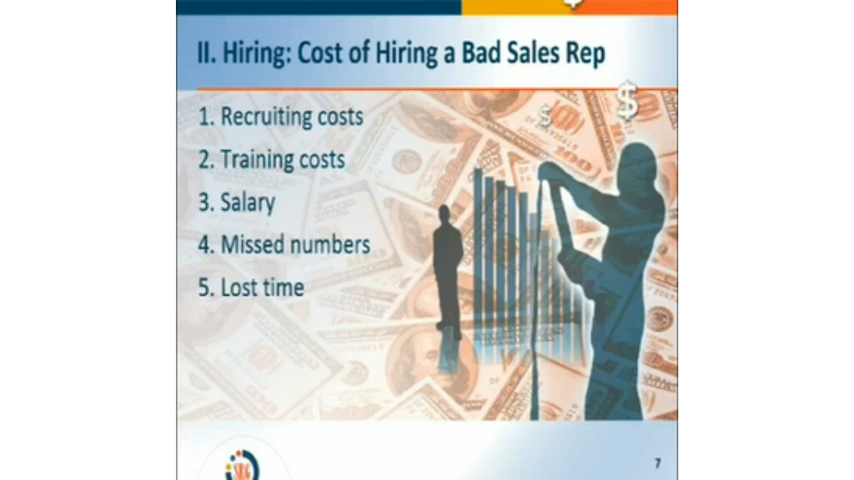 II. Hiring: Cost of Hiring a Bad Sales Rep
1. Recruiting costs
2. Training costs
3. Salary
4. Missed numbers
5. Lost time
7